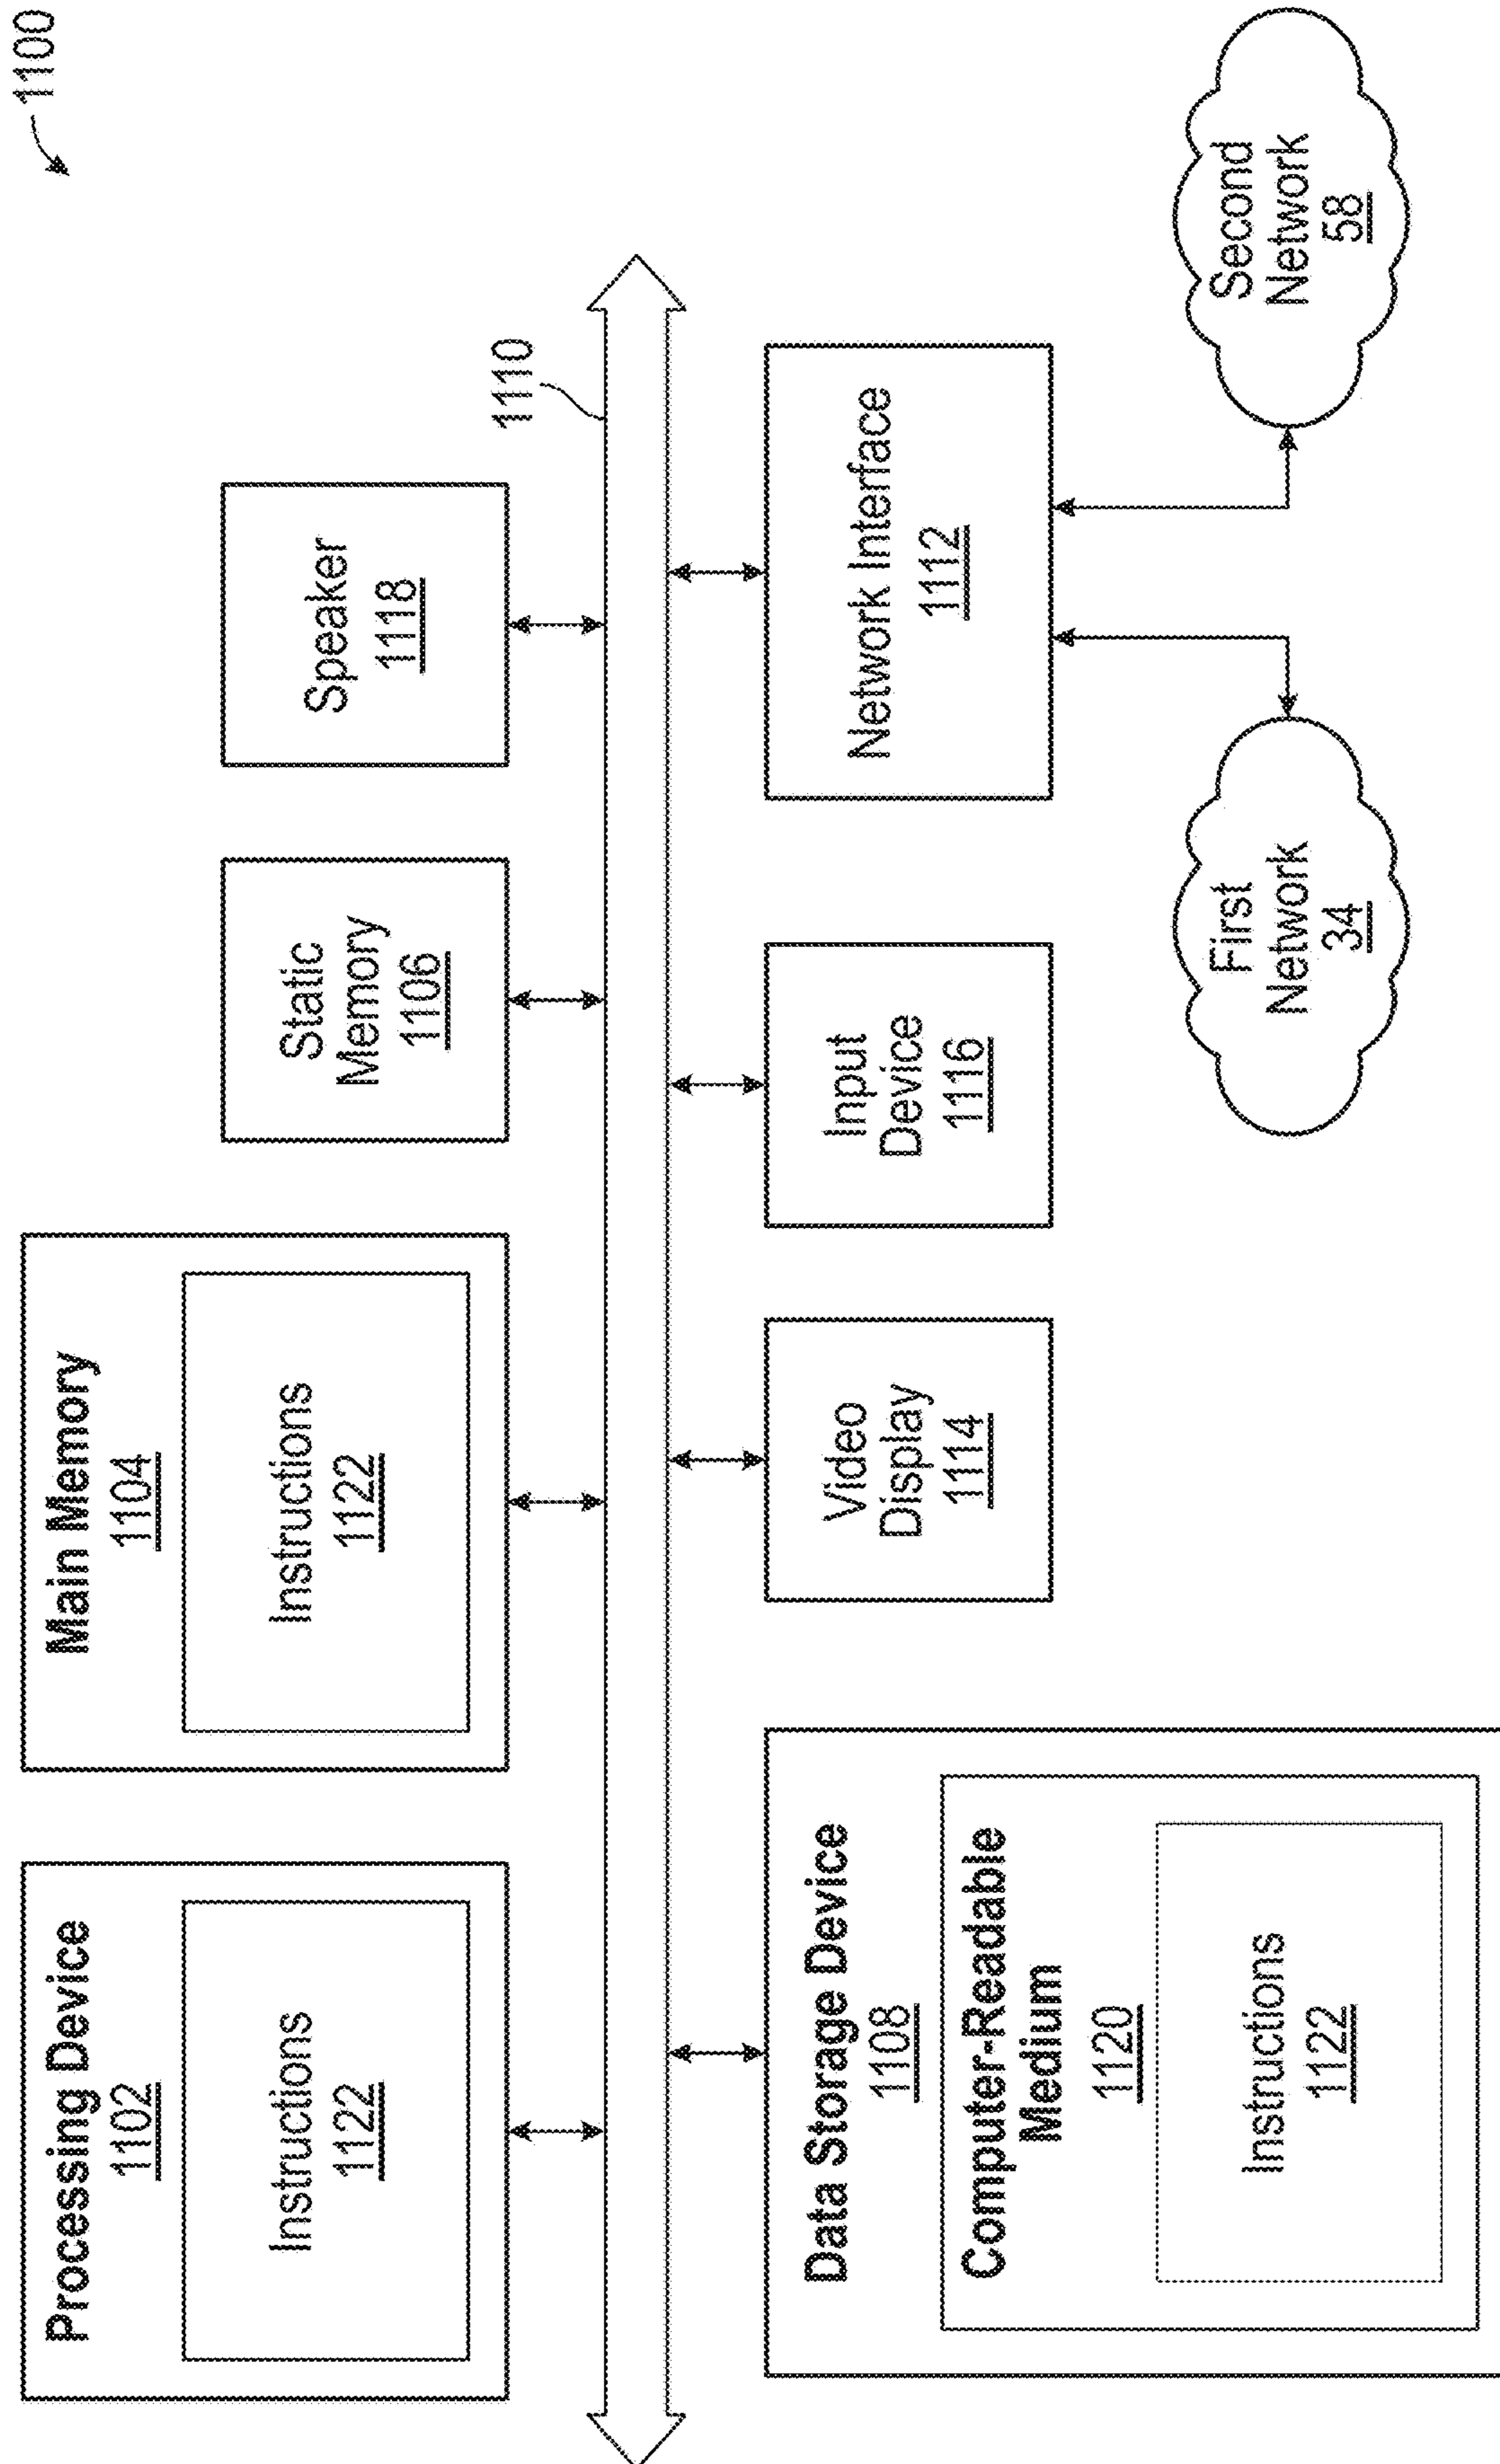 1100
Processing Device
1102
Instructions
1122
Main Memory
1104
Instructions
1122
Static
Memory
1106
Speaker
1118
1110
Data Storage Device
1108
Computer-Readable
Medium
1120
Instructions
1122
Video
Display
1114
Input
Device
1116
Network Interface
1112
First
Network
34
Second
Network
58